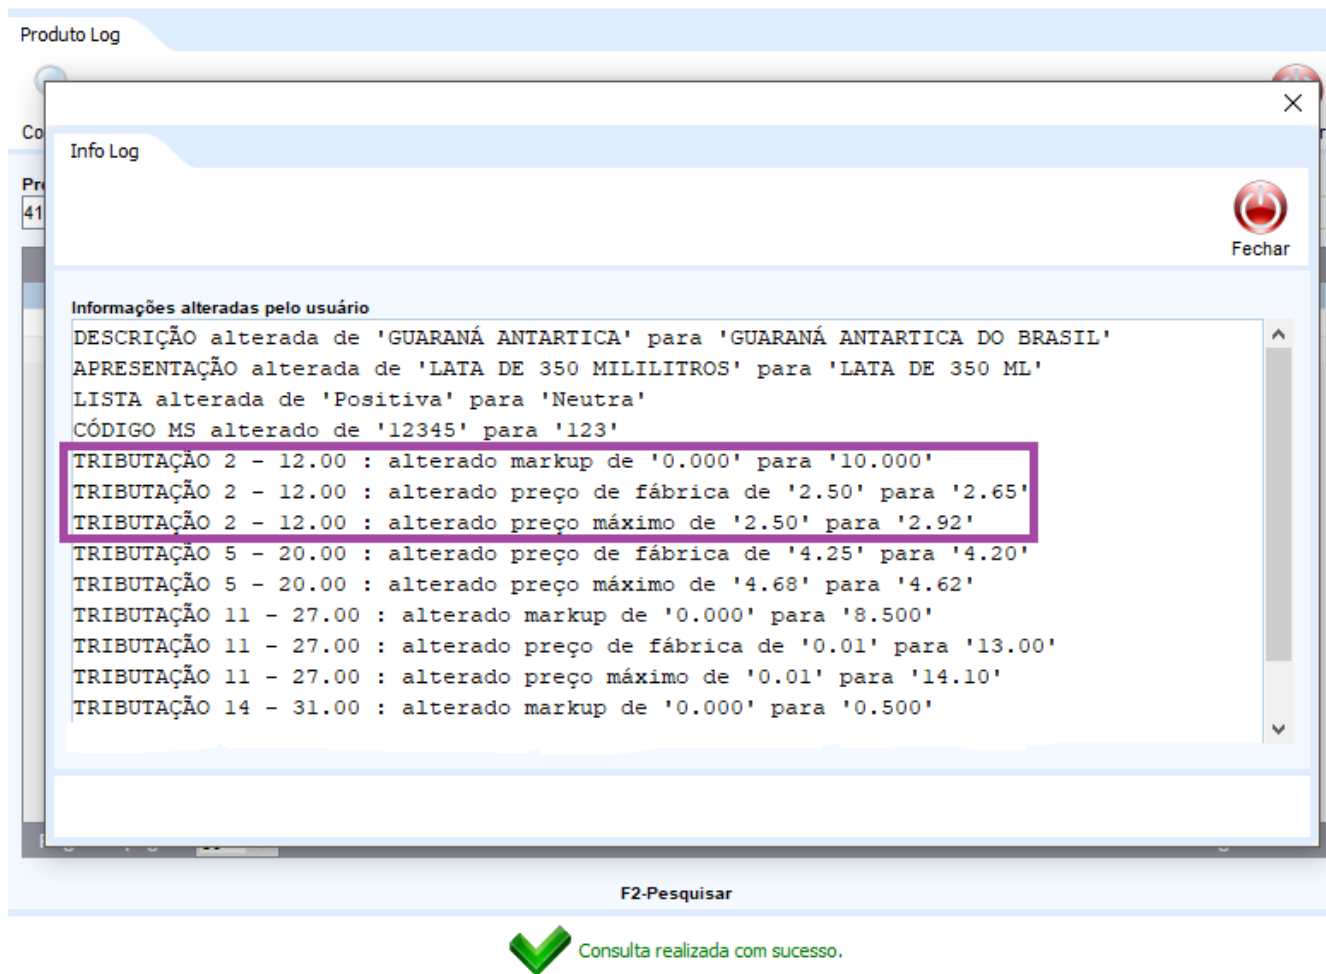 Produto Log
Co
Info Log
41
Fechar
Informações alteradas pelo usuário
DESCRIÇÃO alterada de 'GUARANÁ ANTARTICA' para 'GUARANÁ ANTARTICA DO BRASIL'
APRESENTAÇÃO alterada de 'LATA DE 350 MILILITROS' para 'LATA DE 350 ML'
LISTA alterada de 'Positiva' para 'Neutra'
CÓDIGO MS alterado de '12345' para '123'
TRIBUTAÇÃO 2 - 12.00 : alterado markup de '0.000' para '10.000'
TRIBUTAÇÃO 2 - 12.00 : alterado preço de fábrica de '2.50' para '2.65'
TRIBUTAÇÃO 2 - 12.00 : alterado preço máximo de '2.50' para '2.92'
TRIBUTAÇÃO 5 - 20.00 : alterado preço de fábrica de '4.25' para '4.20'
TRIBUTAÇÃO 5 - 20.00 : alterado preço máximo de '4.68' para '4.62'
TRIBUTAÇÃO 11 - 27.00 : alterado markup de '0.000' para '8.500'
TRIBUTAÇÃO 11 - 27.00 : alterado preço de fábrica de '0.01' para '13.00'
TRIBUTAÇÃO 11 - 27.00 : alterado preço máximo de '0.01' para '14.10'
TRIBUTAÇÃO 14 - 31.00 : alterado markup de '0.000' para '0.500'
F2-Pesquisar
Consulta realizada com sucesso.